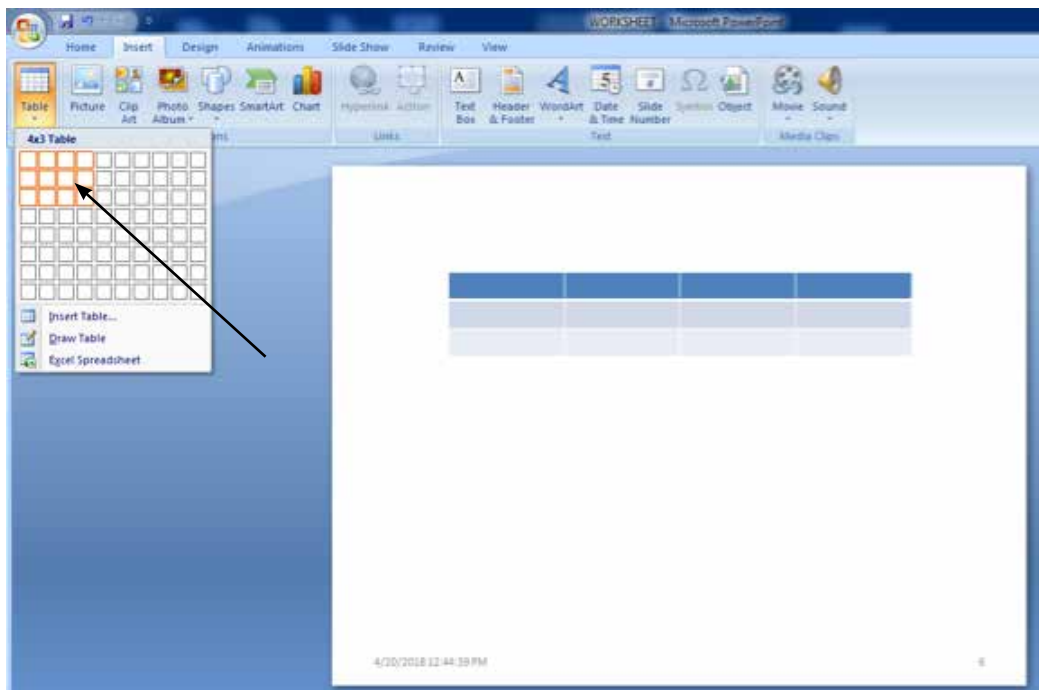 WORKSHEET - Microsoft PowerPoint
Home Insert Design Animations Slide Show Review View
Table Picture Clip Art Photo Album Shapes SmartArt Chart Hyperlink Action Text Box Header & Footer WordArt Date & Time Slide Number Symbol Object Movie Sound
Links Text Media Clips
4x3 Table
Insert Table...
Draw Table
Excel Spreadsheet
4/20/2018 12:44:39 PM
6